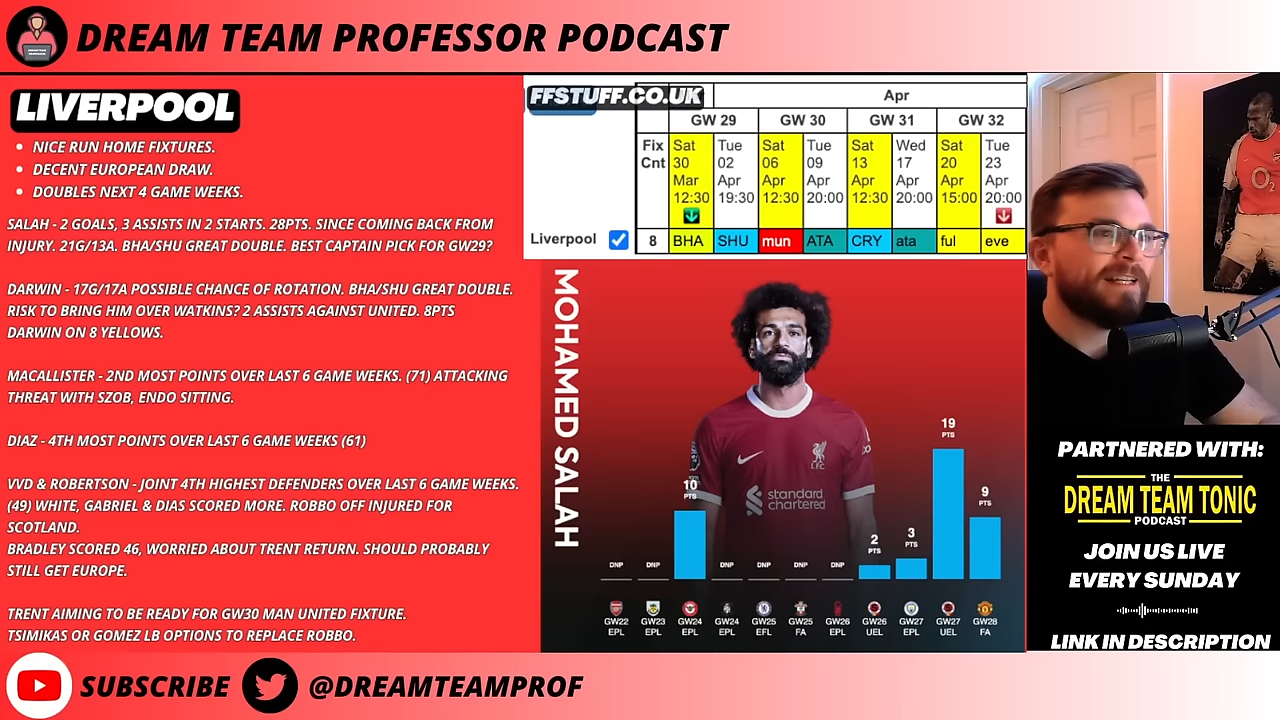 DREAM TEAM PROFESSOR PODCAST
LIVERPOOL
• NICE RUN HOME FIXTURES.
• DECENT EUROPEAN DRAW.
• DOUBLES NEXT 4 GAME WEEKS.
SALAH - 2 GOALS, 3 ASSISTS IN 2 STARTS. 28PTS. SINCE COMING BACK FROM
INJURY. 21G/13A. BHA/SHU GREAT DOUBLE. BEST CAPTAIN PICK FOR GW29?
DARWIN - 17G/17A POSSIBLE CHANCE OF ROTATION. BHA/SHU GREAT DOUBLE.
RISK TO BRING HIM OVER WATKINS? 2 ASSISTS AGAINST UNITED. 8PTS
DARWIN ON 8 YELLOWS.
MACALLISTER - 2ND MOST POINTS OVER LAST 6 GAME WEEKS. (71) ATTACKING
THREAT WITH SZOB, ENDO SITTING.
DIAZ - 4TH MOST POINTS OVER LAST 6 GAME WEEKS (61)
VVD & ROBERTSON - JOINT 4TH HIGHEST DEFENDERS OVER LAST 6 GAME WEEKS.
(49) WHITE, GABRIEL & DIAS SCORED MORE. ROBBO OFF INJURED FOR
SCOTLAND.
BRADLEY SCORED 46, WORRIED ABOUT TRENT RETURN. SHOULD PROBABLY
STILL GET EUROPE.
TRENT AIMING TO BE READY FOR GW30 MAN UNITED FIXTURE.
TSIMIKAS OR GOMEZ LB OPTIONS TO REPLACE ROBBO.
FFSTUFF.CO.UK
Apr
GW 29 GW 30 GW 31 GW 32
Fix Sat Tue Sat Tue Sat Wed Sat Tue
Cnt 30 02 06 09 13 17 20 23
Mar Apr Apr Apr Apr Apr Apr Apr
12:30 19:30 12:30 20:00 12:30 20:00 15:00 20:00
Liverpool 8 BHA SHU mun ATA CRY ata ful eve
MOHAMED SALAH
L.F.C.
standard
chartered
19
PTS
10
PTS
9
PTS
3
PTS
2
PTS
DNP DNP DNP DNP DNP DNP
GW22 GW23 GW24 GW24 GW25 GW25 GW26 GW26 GW27 GW27 GW28
EPL EPL EPL EPL EFL FA EPL UEL EPL UEL FA
O2
PARTNERED WITH:
THE
DREAM TEAM TONIC
PODCAST
JOIN US LIVE
EVERY SUNDAY
LINK IN DESCRIPTION
SUBSCRIBE @DREAMTEAMPROF